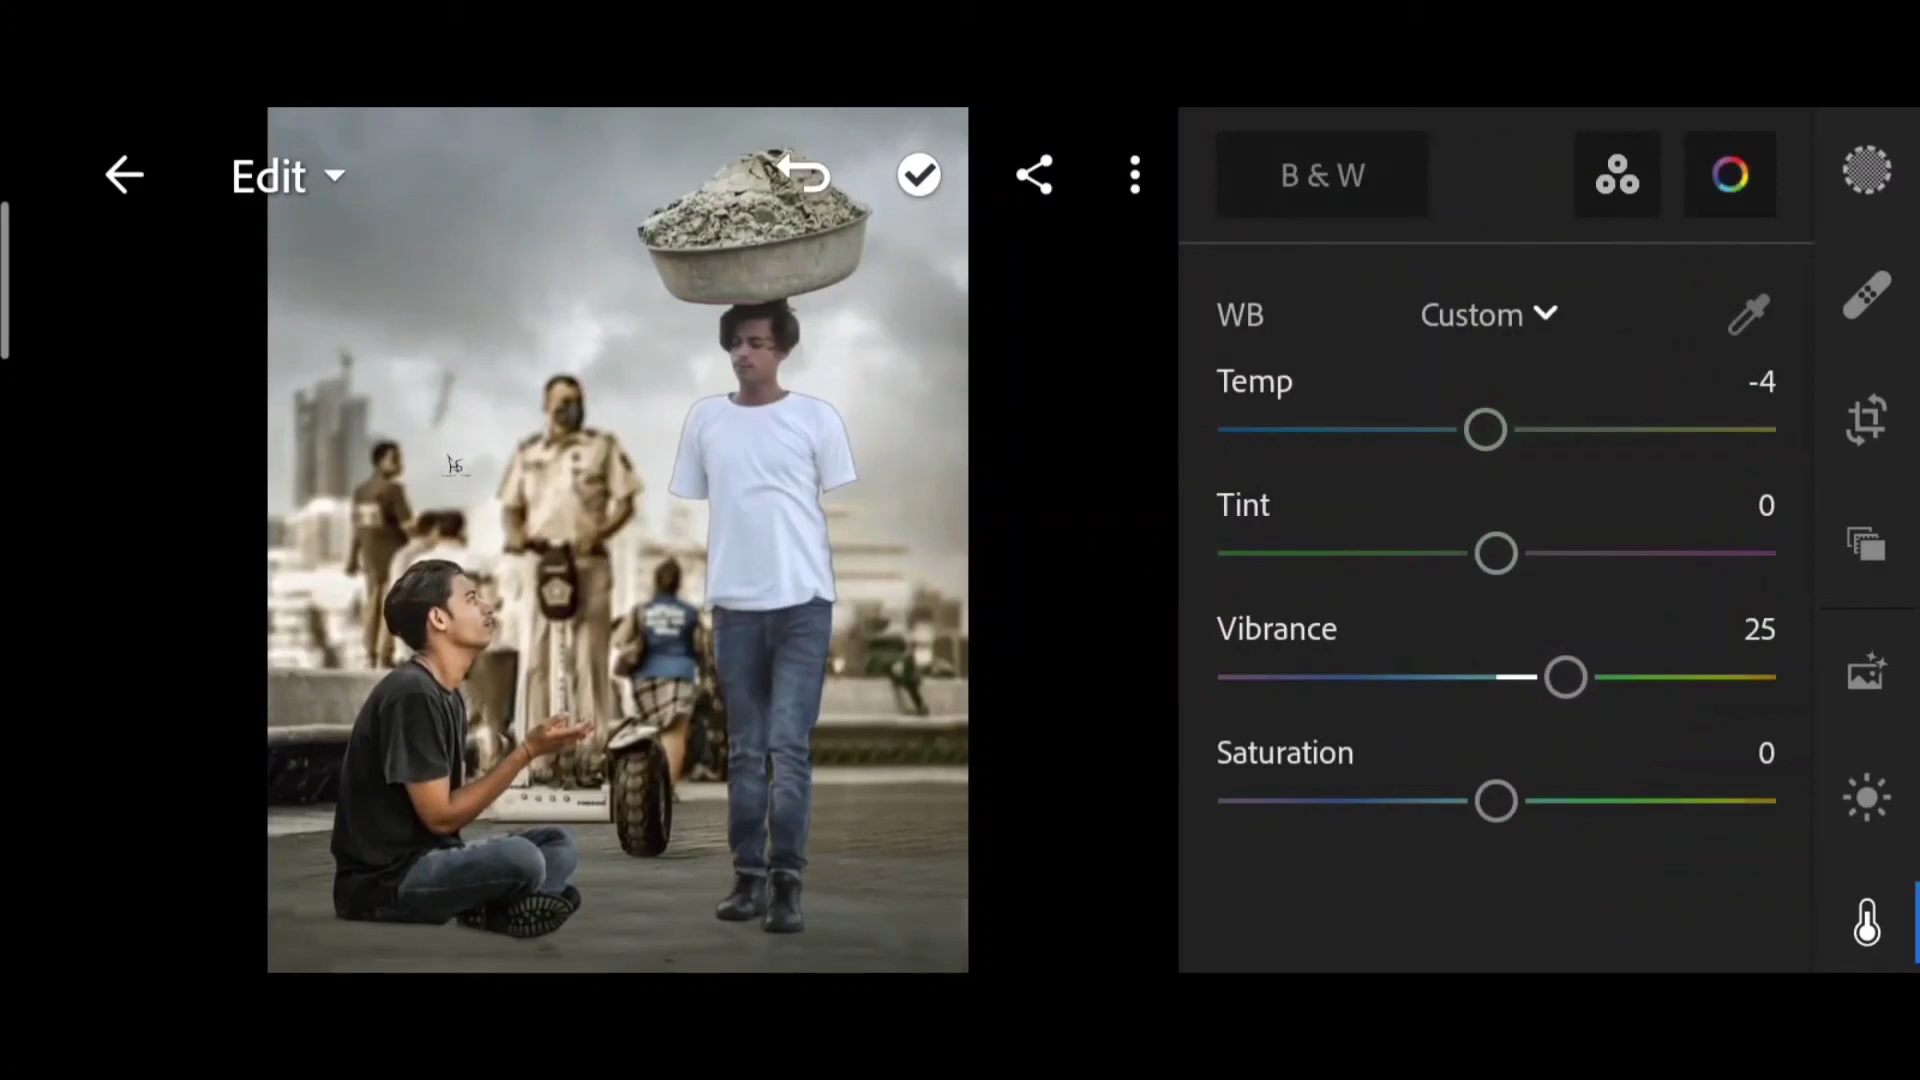 Edit
B & W
WB Custom
Temp -4
Tint 0
Vibrance 25
Saturation 0